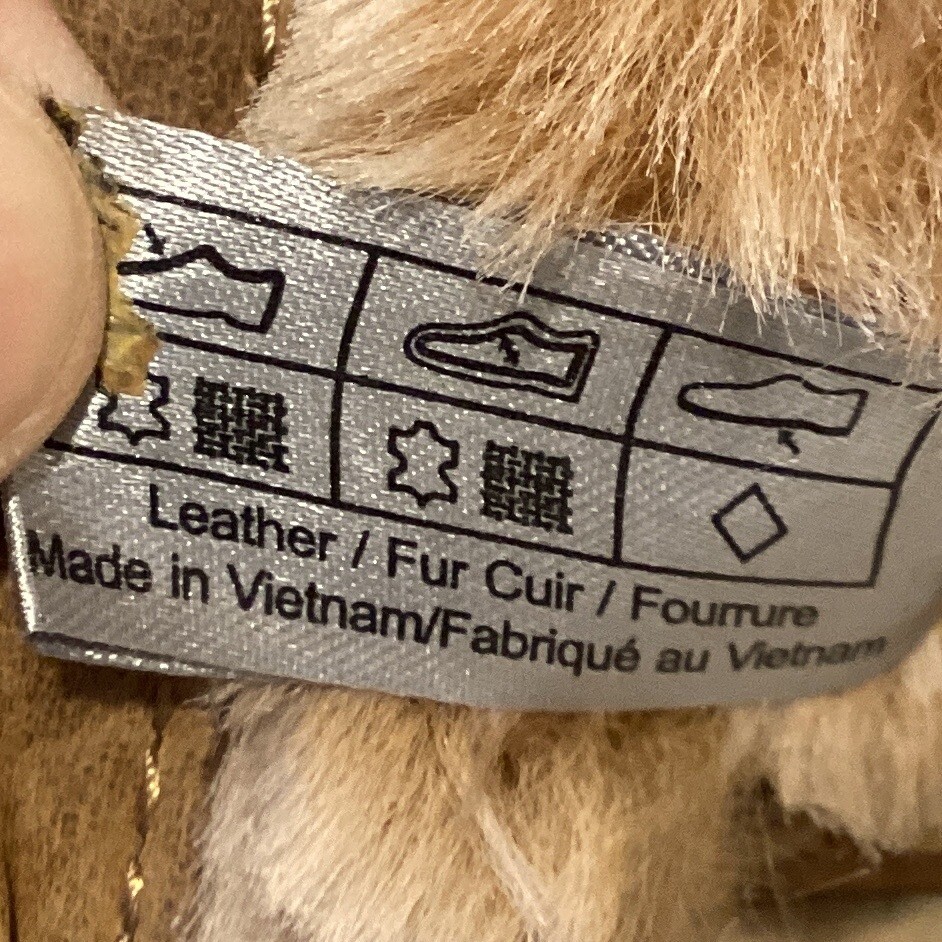 Leather / Fur Cuir / Fourrure
Made in Vietnam/Fabriqué au Vietnam